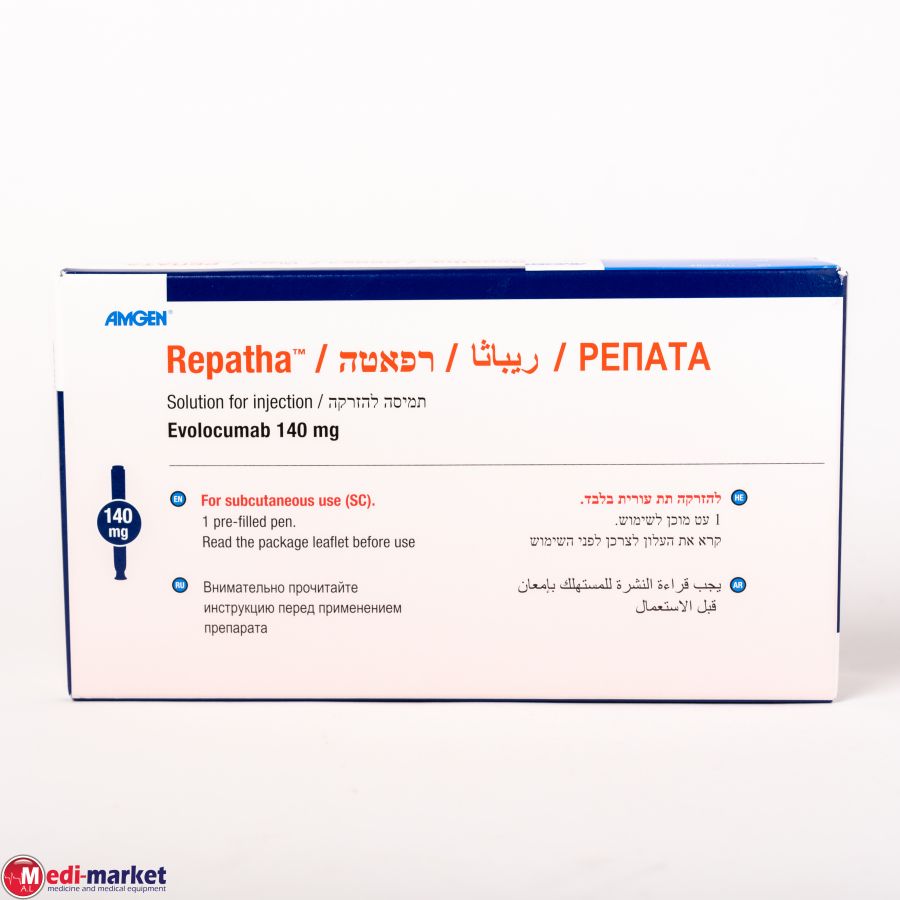 AMGEN®
Repatha™ / רפאטה / ريباثا / РЕПАТА
Solution for injection / תמיסה להזרקה
Evolocumab 140 mg
140
mg
EN
For subcutaneous use (SC).
1 pre-filled pen.
Read the package leaflet before use
HE
להזרקה תת עורית בלבד.
1 עט מוכן לשימוש.
קרא את העלון לצרכן לפני השימוש
RU
Внимательно прочитайте
инструкцию перед применением
препарата
AR
يجب قراءة النشرة للمستهلك بإمعان
قبل الاستعمال
Medi-market
A.L
medicine and medical equipment